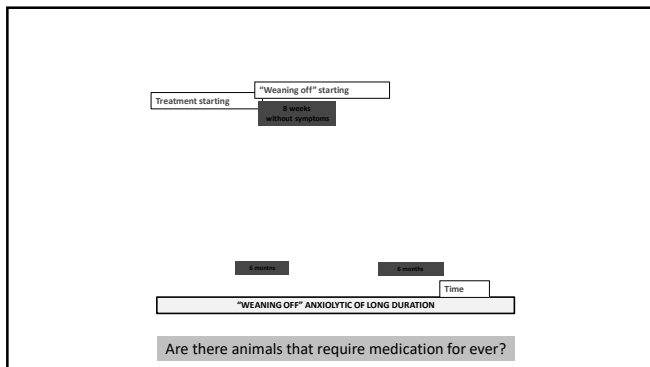 “Weaning off” starting
Treatment starting
8 weeks
without symptoms
6 months
6 months
Time
“WEANING OFF” ANXIOLYTIC OF LONG DURATION
Are there animals that require medication for ever?